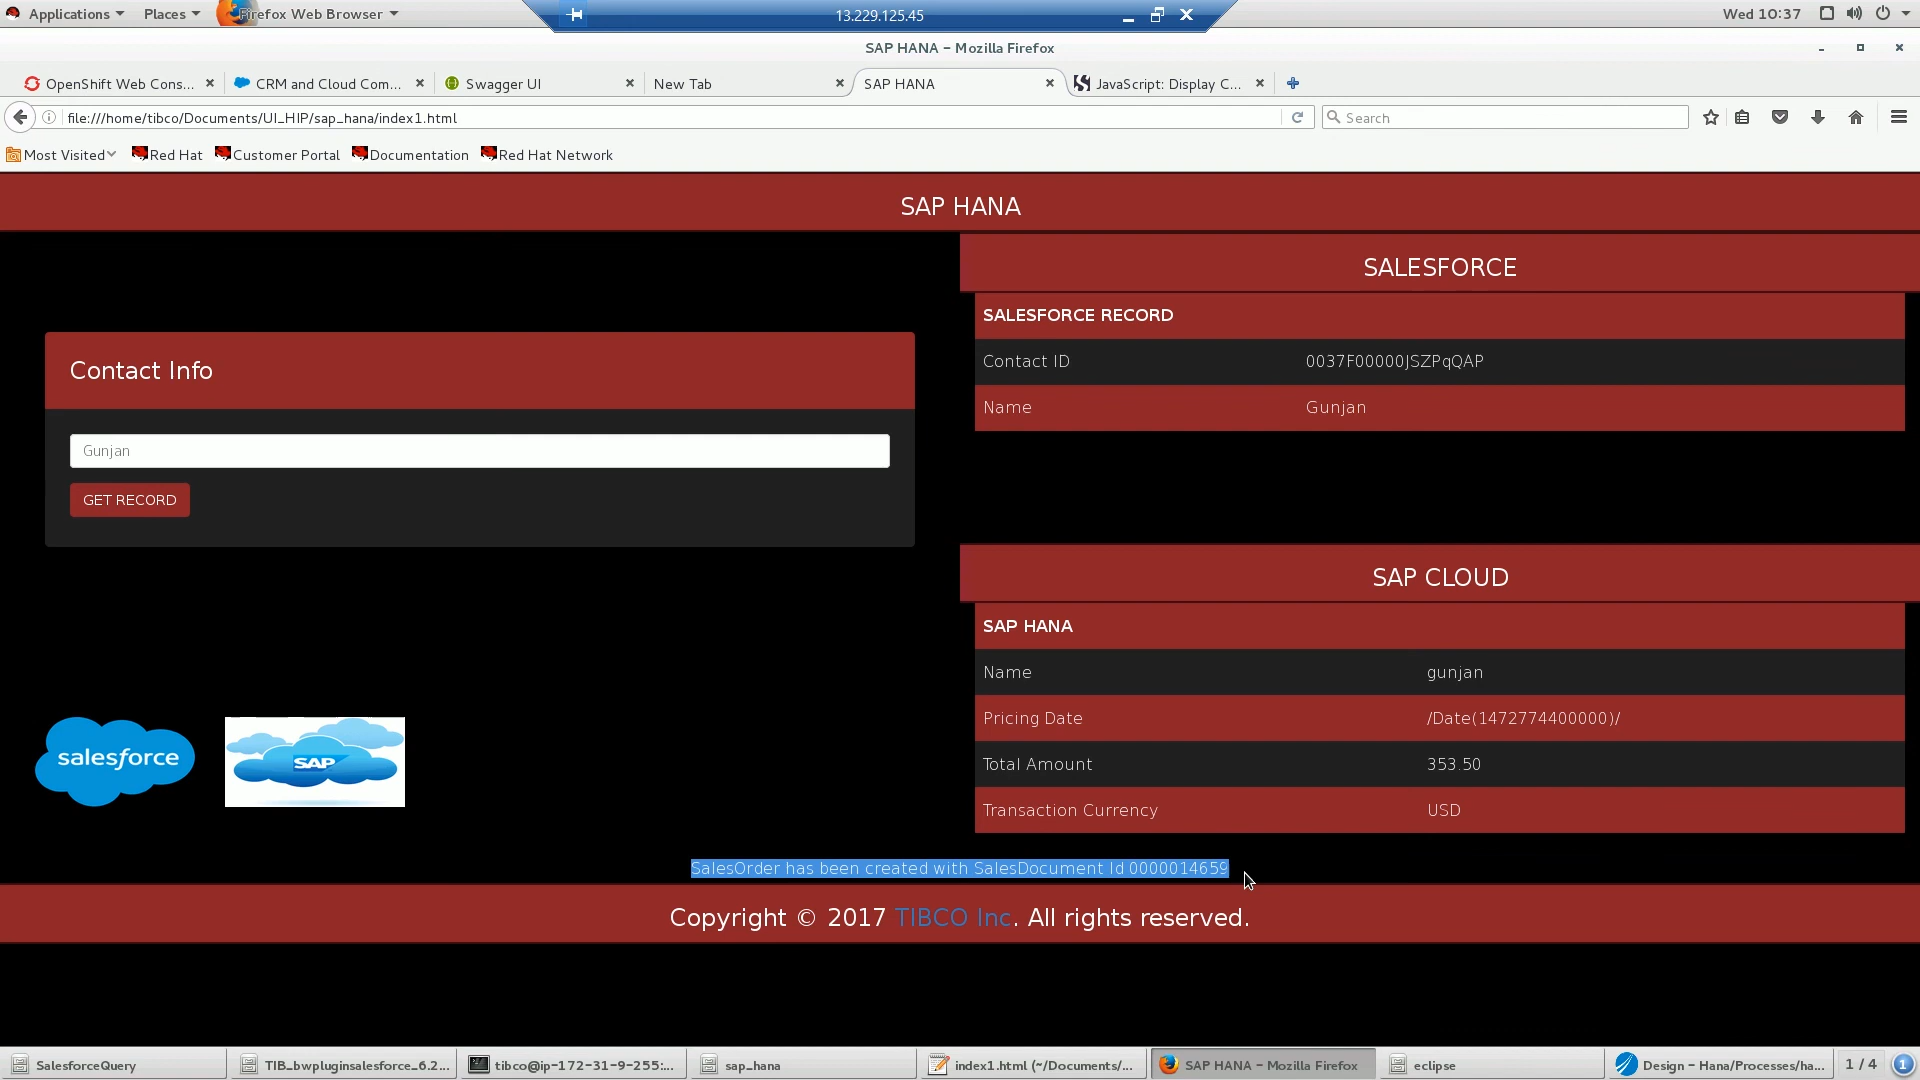 Applications
Places
Firefox Web Browser
13.229.125.45
Wed 10:37
SAP HANA - Mozilla Firefox
OpenShift Web Cons...
CRM and Cloud Com...
Swagger UI
New Tab
SAP HANA
JavaScript: Display C...
file:///home/tibco/Documents/UI_HIP/sap_hana/index1.html
Search
Most Visited
Red Hat
Customer Portal
Documentation
Red Hat Network
SAP HANA
SALESFORCE
SALESFORCE RECORD
Contact ID 0037F00000JSZPqQAP
Name Gunjan
Contact Info
Gunjan
GET RECORD
SAP CLOUD
SAP HANA
Name gunjan
Pricing Date /Date(1472774400000)/
Total Amount 353.50
Transaction Currency USD
salesforce
SAP
SalesOrder has been created with SalesDocument Id 0000014659
Copyright © 2017 TIBCO Inc. All rights reserved.
SalesforceQuery
TIB_bwpluginsalesforce_6.2...
tibco@ip-172-31-9-255:...
sap_hana
index1.html (~/Documents/...
SAP HANA - Mozilla Firefox
eclipse
Design - Hana/Processes/ha...
1 / 4
1